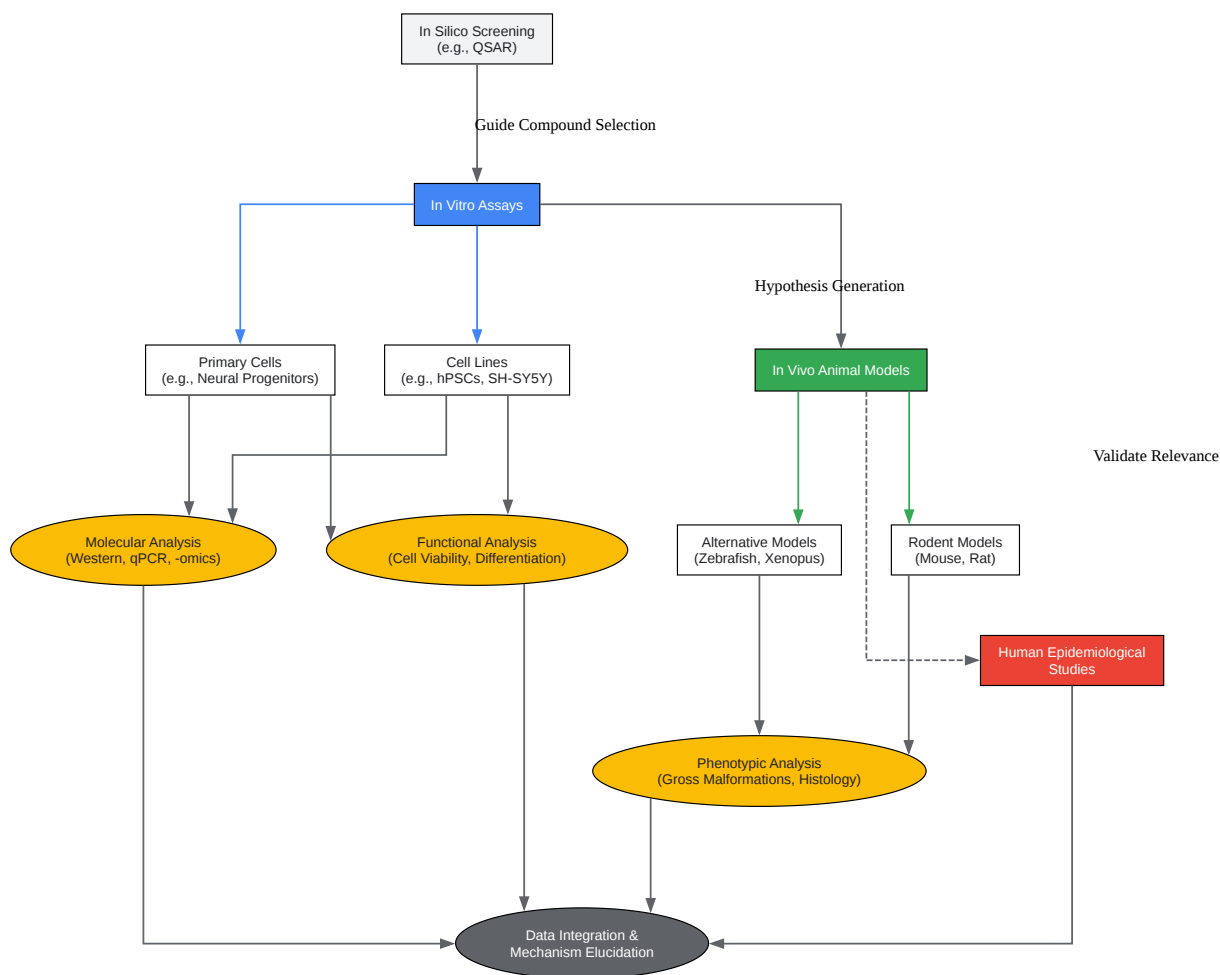 In Silico Screening
(e.g., QSAR)
Guide Compound Selection
In Vitro Assays
Hypothesis Generation
Primary Cells
(e.g., Neural Progenitors)
Cell Lines
(e.g., hPSCs, SH-SY5Y)
In Vivo Animal Models
Validate Relevance
Molecular Analysis
(Western, qPCR, -omics)
Functional Analysis
(Cell Viability, Differentiation)
Alternative Models
(Zebrafish, Xenopus)
Rodent Models
(Mouse, Rat)
Human Epidemiological
Studies
Phenotypic Analysis
(Gross Malformations, Histology)
Data Integration &
Mechanism Elucidation